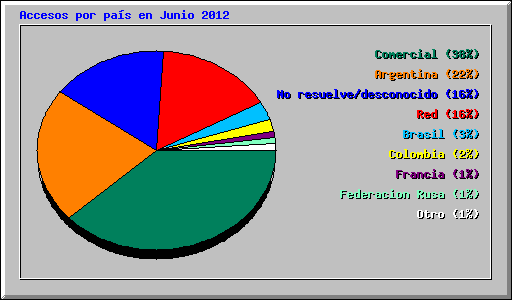 Accesos por país en Junio 2012
Comercial (38%)
Argentina (22%)
No resuelve/desconocido (16%)
Red (16%)
Brasil (3%)
Colombia (2%)
Francia (1%)
Federacion Rusa (1%)
Otro (1%)